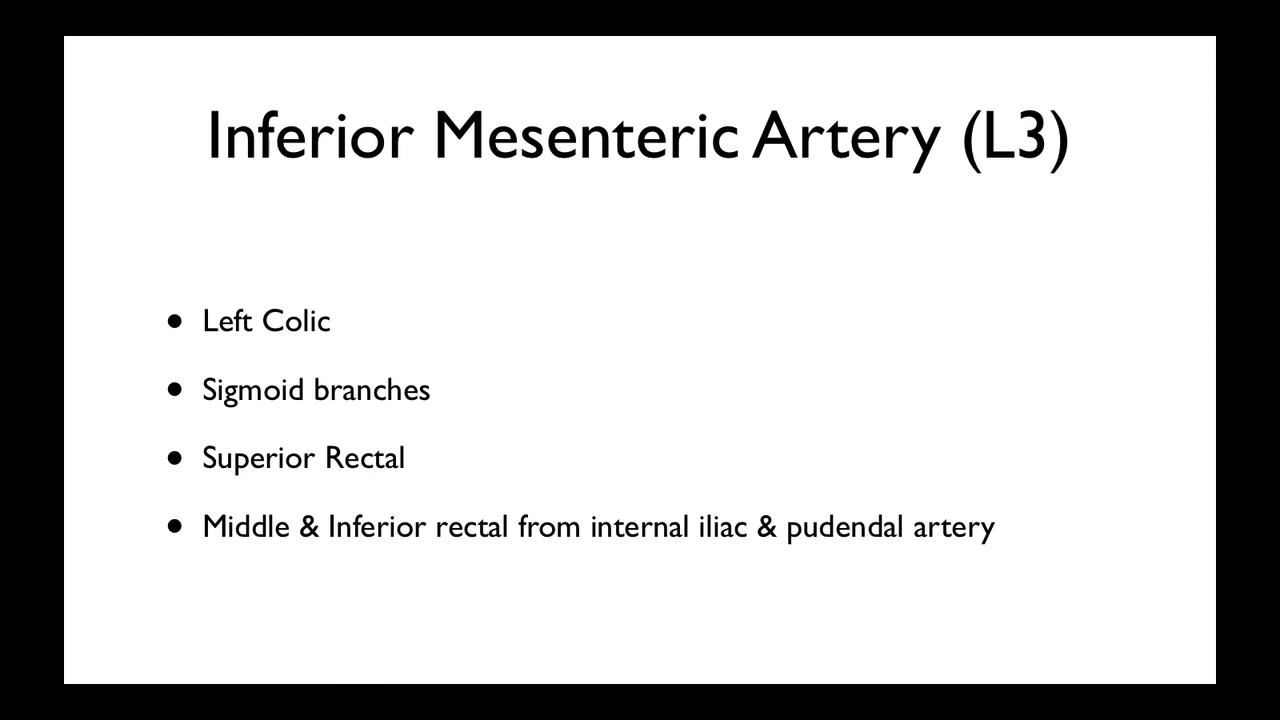 Inferior Mesenteric Artery (L3)
• Left Colic
• Sigmoid branches
• Superior Rectal
• Middle & Inferior rectal from internal iliac & pudendal artery